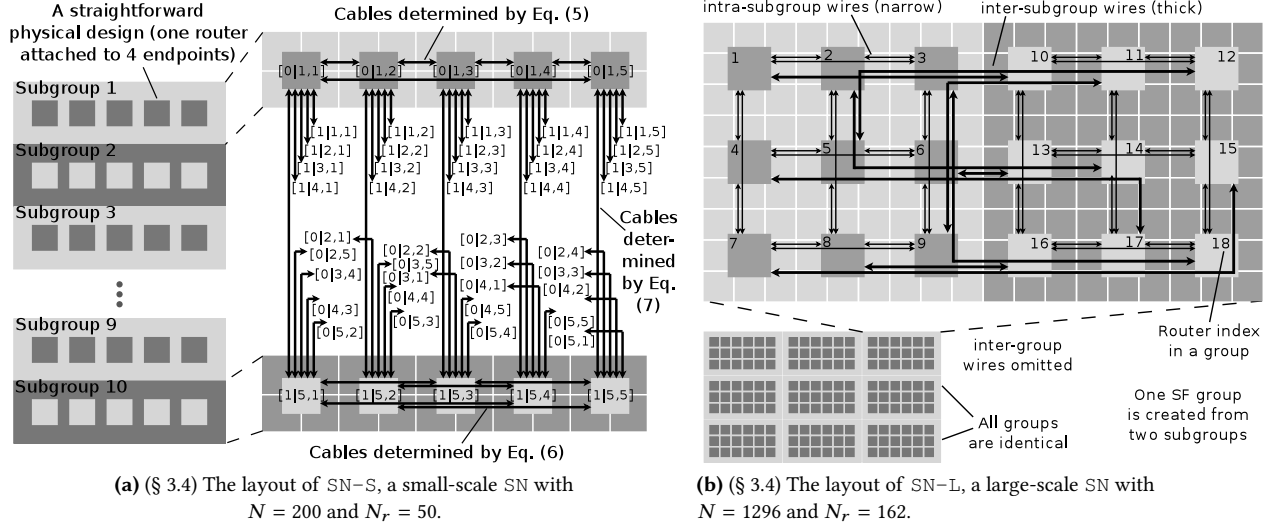 A straightforward
physical design (one router
attached to 4 endpoints)
Subgroup 1
Subgroup 2
Subgroup 3
Subgroup 9
Subgroup 10
Cables determined by Eq. (5)
[0|1,1] [0|1,2] [0|1,3] [0|1,4] [0|1,5]
[1|1,1] [1|1,2] [1|1,3] [1|1,4] [1|1,5]
[1|2,1] [1|2,2] [1|2,3] [1|2,4] [1|2,5]
[1|3,1] [1|3,2] [1|3,3] [1|3,4] [1|3,5]
[1|4,1] [1|4,2] [1|4,3] [1|4,4] [1|4,5]
Cables
deter-
mined
by Eq.
(7)
[0|2,1] [0|2,2] [0|2,3] [0|2,4]
[0|2,5] [0|3,5] [0|3,2] [0|3,3]
[0|3,4] [0|3,1] [0|4,1] [0|4,2]
[0|4,3] [0|4,4] [0|4,5] [0|5,5]
[0|5,2] [0|5,3] [0|5,4] [0|5,1]
[1|5,1] [1|5,2] [1|5,3] [1|5,4] [1|5,5]
Cables determined by Eq. (6)
(a) (§ 3.4) The layout of SN-S, a small-scale SN with
N = 200 and Nr = 50.
intra-subgroup wires (narrow)
inter-subgroup wires (thick)
1 2 3 10 11 12
4 5 6 13 14 15
7 8 9 16 17 18
inter-group
wires omitted
Router index
in a group
All groups
are identical
One SF group
is created from
two subgroups
(b) (§ 3.4) The layout of SN-L, a large-scale SN with
N = 1296 and Nr = 162.